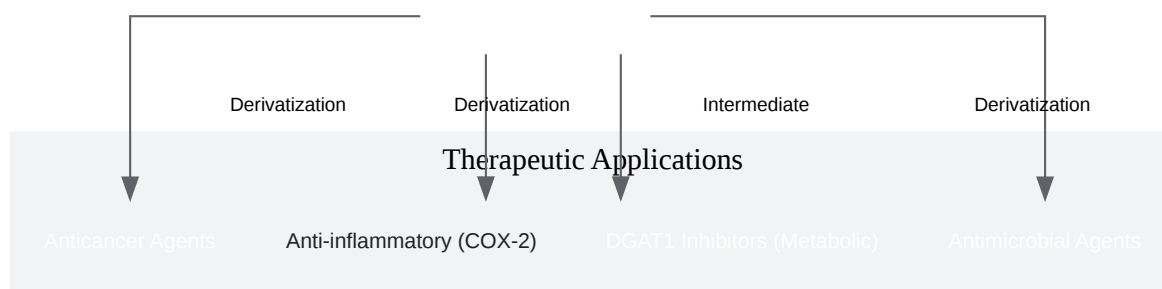 Derivatization Derivatization Intermediate Derivatization
Therapeutic Applications
Anticancer Agents Anti-inflammatory (COX-2) DGAT1 Inhibitors (Metabolic) Antimicrobial Agents